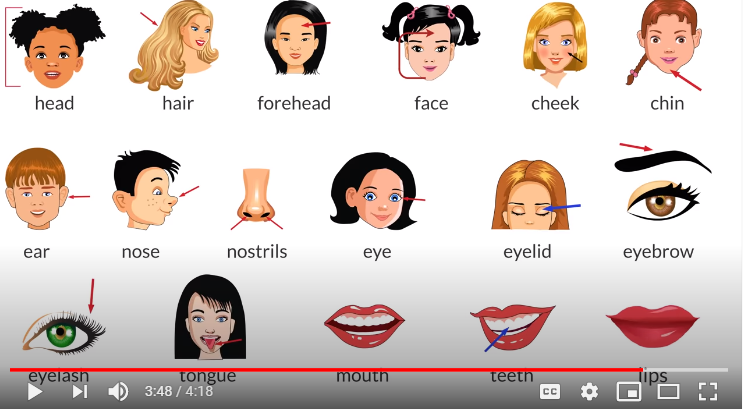 head hair forehead face cheek chin
ear nose nostrils eye eyelid eyebrow
eyelash tongue mouth teeth lips
3:48 / 4:18 CC